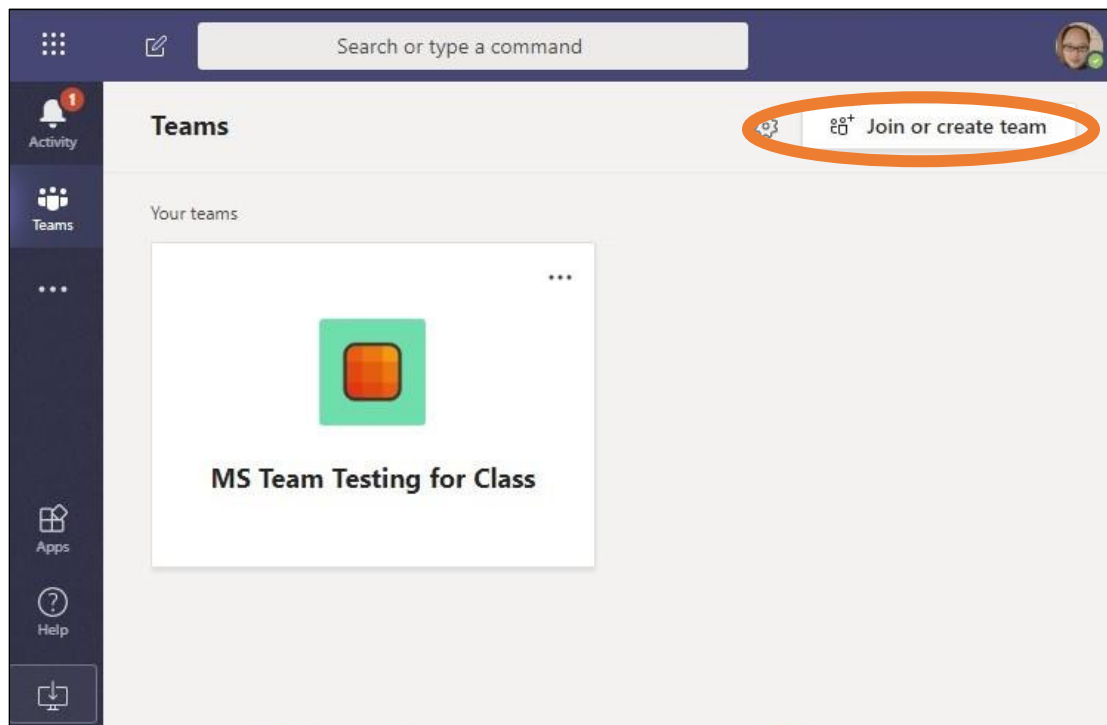 Search or type a command
1
Activity
Teams
Join or create team
Teams
Your teams
MS Team Testing for Class
Apps
Help